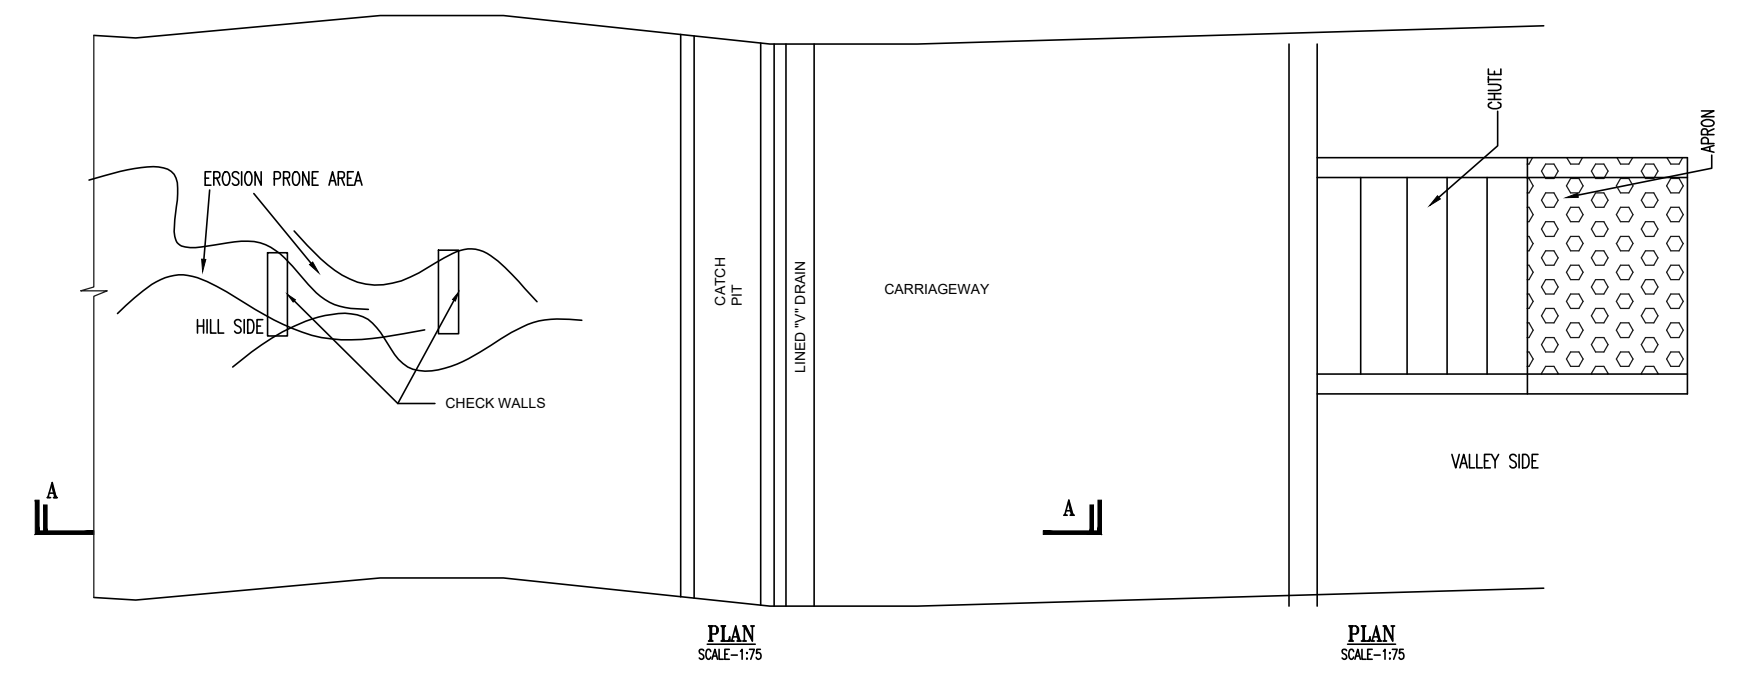 CHUTE
APRON
EROSION PRONE AREA
CATCH
PIT
LINED "V" DRAIN
CARRIAGEWAY
HILL SIDE
CHECK WALLS
VALLEY SIDE
A
A
PLAN
SCALE-1:75
PLAN
SCALE-1:75